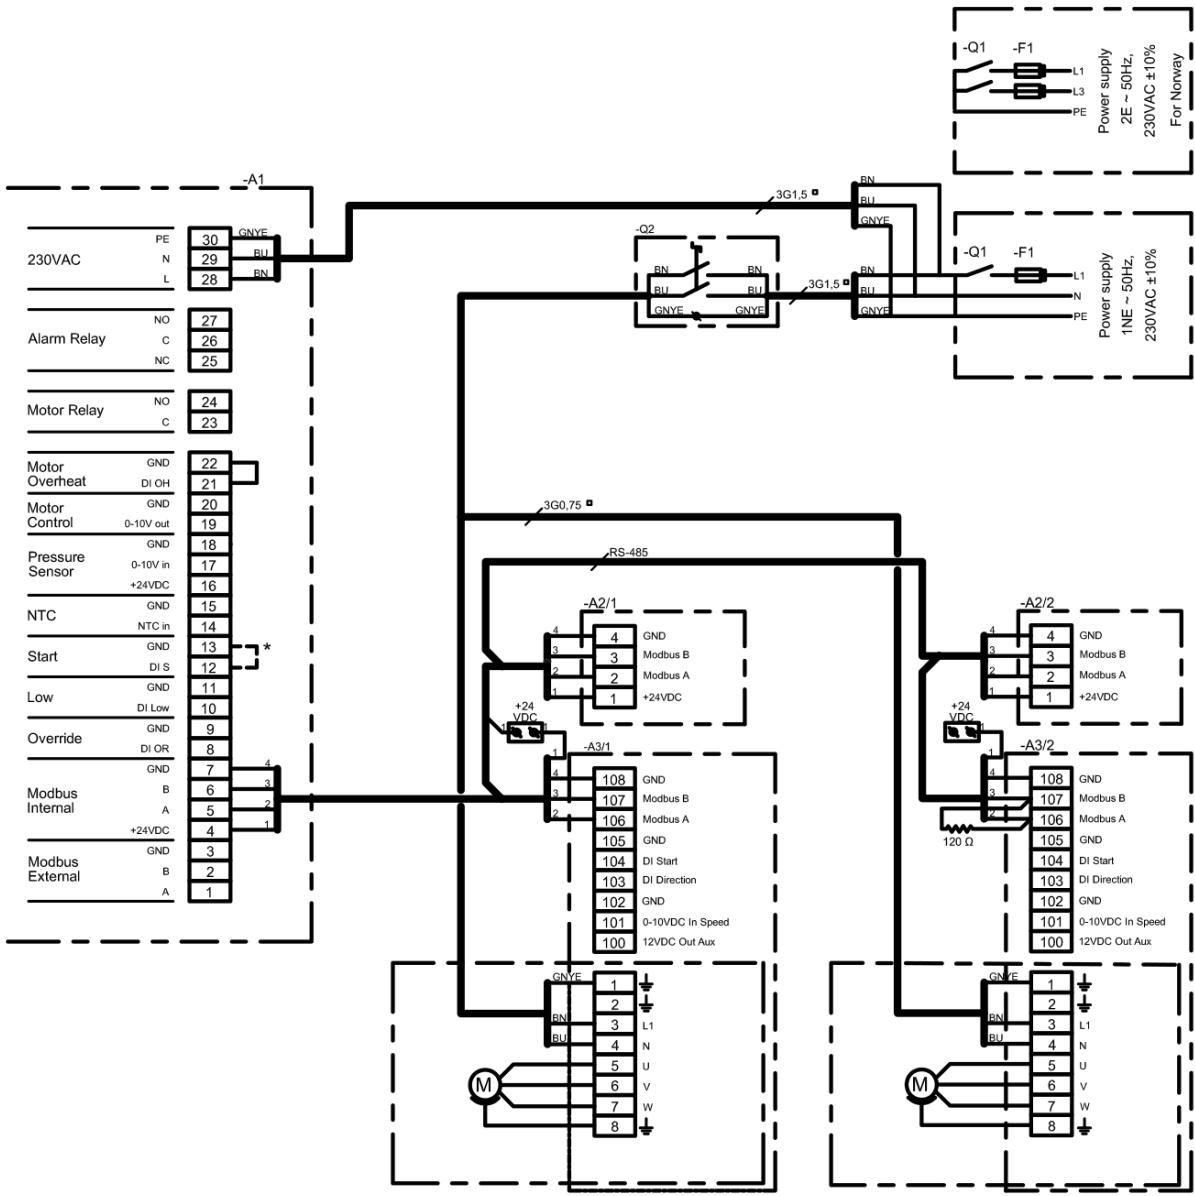 -Q1
-F1
L1
L3
PE
Power supply
2E ~ 50Hz,
230VAC ±10%
For Norway
-A1
230VAC
PE 30 GNYE
N 29 BU
L 28 BN
Alarm Relay
NO 27
C 26
NC 25
Motor Relay
NO 24
C 23
Motor
Overheat
GND 22
DI OH 21
Motor
Control
GND 20
0-10V out 19
Pressure
Sensor
GND 18
0-10V in 17
+24VDC 16
NTC
GND 15
NTC in 14
Start
GND 13 *
DI S 12
Low
GND 11
DI Low 10
Override
GND 9
DI OR 8
Modbus
Internal
GND 7 4
B 6 3
A 5 2
+24VDC 4 1
Modbus
External
GND 3
B 2
A 1
3G1,5
BN
BU
GNYE
-Q2
BN BN
BU BU
GNYE GNYE
3G1,5
BN
BU
GNYE
-Q1
-F1
L1
N
PE
Power supply
1NE ~ 50Hz,
230VAC ±10%
3G0,75
RS-485
-A2/1
4 4 GND
3 3 Modbus B
2 2 Modbus A
1 1 +24VDC
+24
VDC
1 1
-A3/1
1
4 108 GND
3 107 Modbus B
2 106 Modbus A
105 GND
104 DI Start
103 DI Direction
102 GND
101 0-10VDC In Speed
100 12VDC Out Aux
GNYE 1
2
BN 3 L1
BU 4 N
5 U
6 V
7 W
8
M
-A2/2
4 4 GND
3 3 Modbus B
2 2 Modbus A
1 1 +24VDC
+24
VDC
1
-A3/2
1
4 108 GND
3 107 Modbus B
2 106 Modbus A
120 Ω
105 GND
104 DI Start
103 DI Direction
102 GND
101 0-10VDC In Speed
100 12VDC Out Aux
GNYE 1
2
BN 3 L1
BU 4 N
5 U
6 V
7 W
8
M